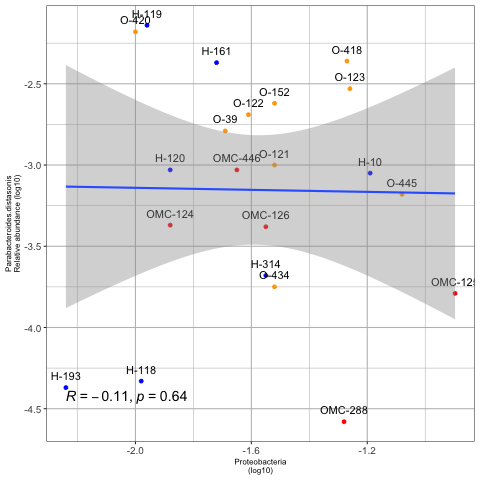 H-119
O-420
H-161
O-418
O-123
O-152
O-122
O-39
H-120
OMC-446
O-121
H-10
O-445
OMC-124
OMC-126
H-314
O-434
OMC-125
H-193
H-118
R = − 0.11, p = 0.64
OMC-288
-2.5
-3.0
-3.5
-4.0
-4.5
-2.0
-1.6
-1.2
Parabacteroides.distasonis
Relative abundance (log10)
Proteobacteria
(log10)